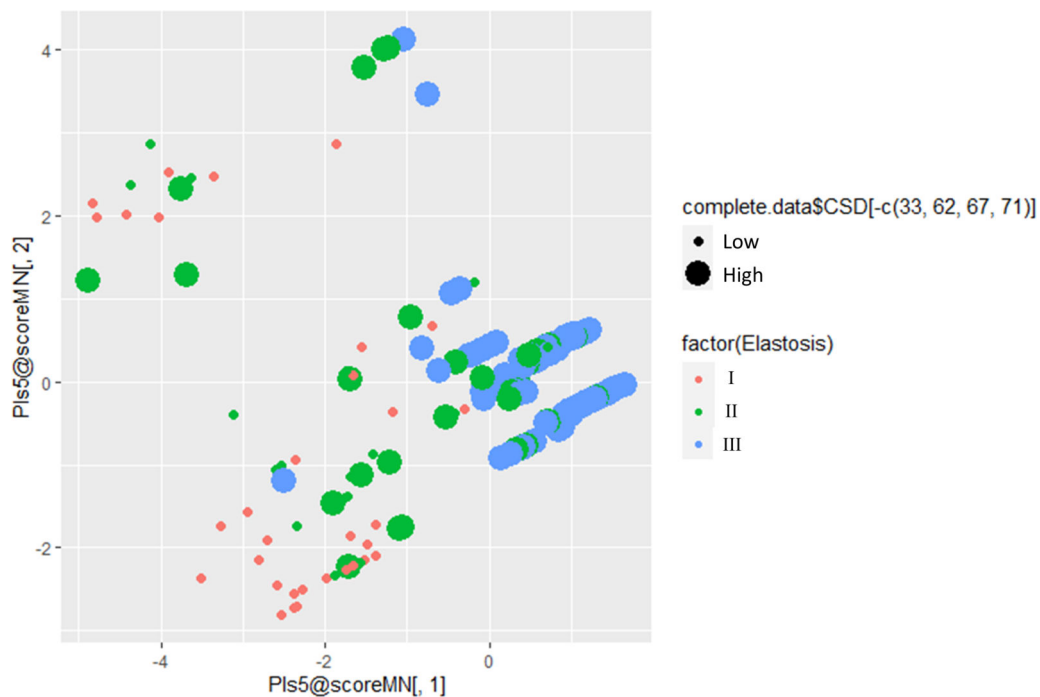 4
2
0
-2
-4
-2
0
Pls5@scoreMN[, 2]
Pls5@scoreMN[, 1]
complete.data$CSD[-c(33, 62, 67, 71)]
Low
High
factor(Elastosis)
I
II
III